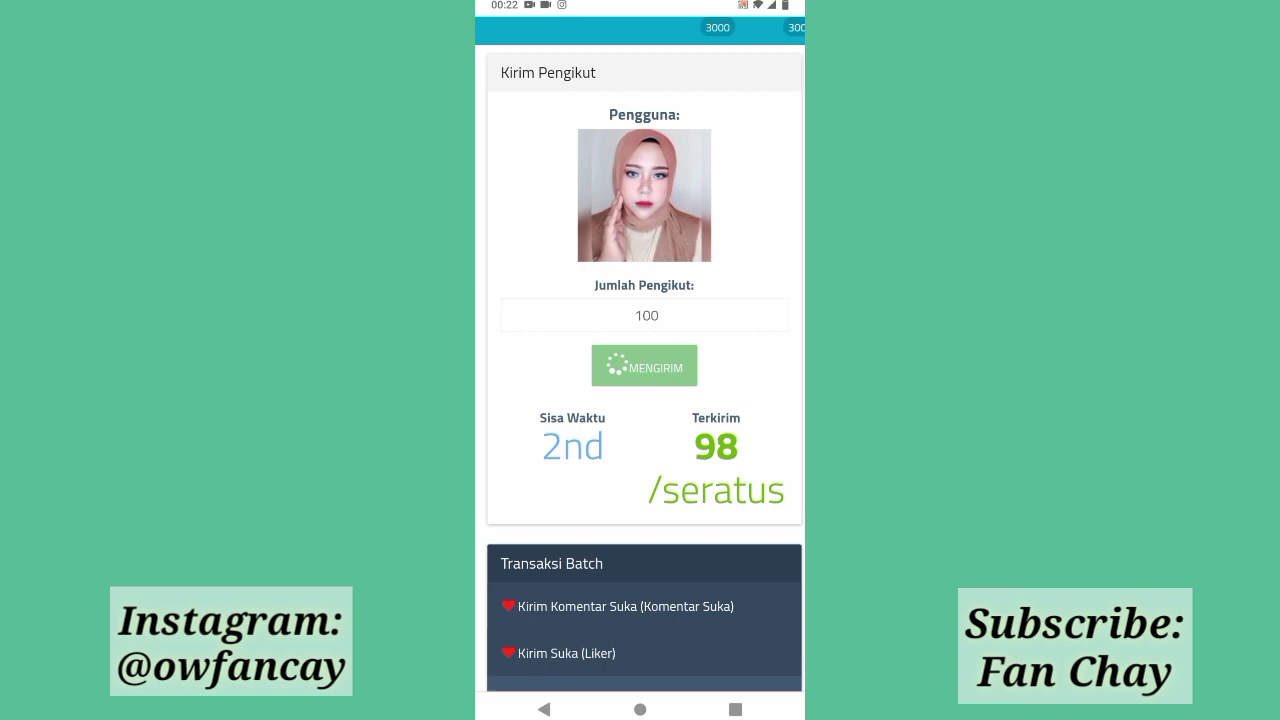 00:22
3000
300
Kirim Pengikut
Pengguna:
Jumlah Pengikut:
100
MENGIRIM
Sisa Waktu
Terkirim
2nd
98
/seratus
Transaksi Batch
Kirim Komentar Suka (Komentar Suka)
Kirim Suka (Liker)
Instagram:
@owfancay
Subscribe:
Fan Chay